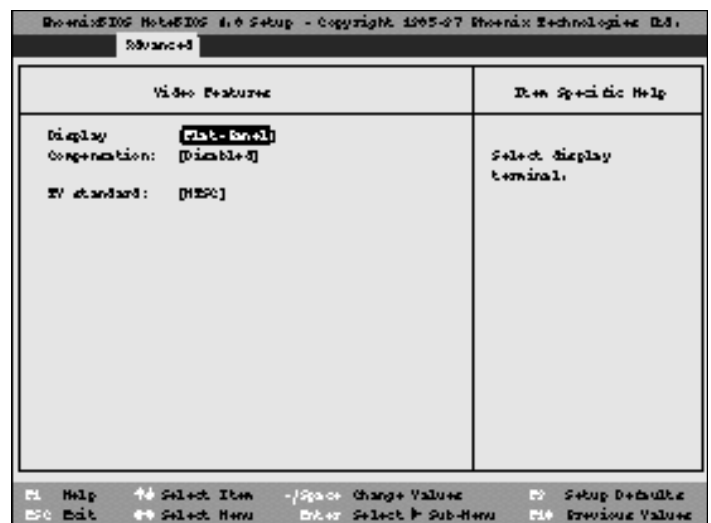 PhoenixBIOS NoteBIOS 4.0 Setup - Copyright 1985-97 Phoenix Technologies Ltd.
Advanced
Video Features
Item Specific Help
Display [Flat-Panel]
Compensation: [Disabled]
TV standard: [NTSC]
Select display
terminal.
F1 Help ↑↓ Select Item -/Space Change Values F9 Setup Defaults
ESC Exit ↔ Select Menu Enter Select ▶ Sub-Menu F10 Previous Values